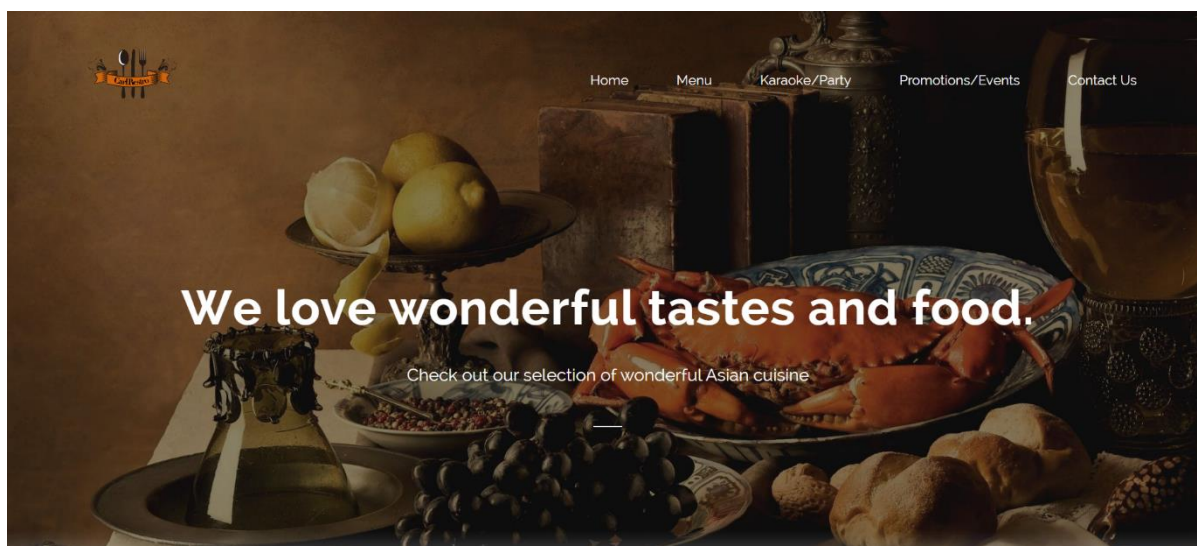 Home Menu Karaoke/Party Promotions/Events Contact Us
We love wonderful tastes and food.
Check out our selection of wonderful Asian cuisine